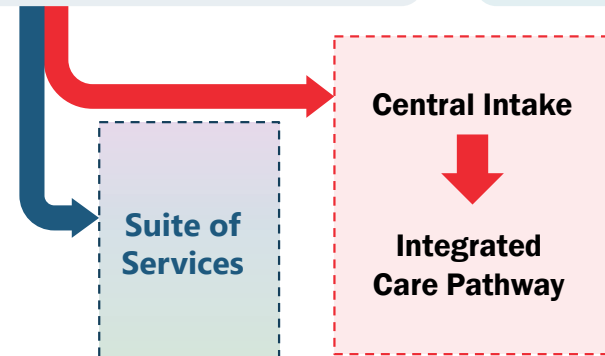 Central Intake
Suite of
Services
Integrated
Care Pathway